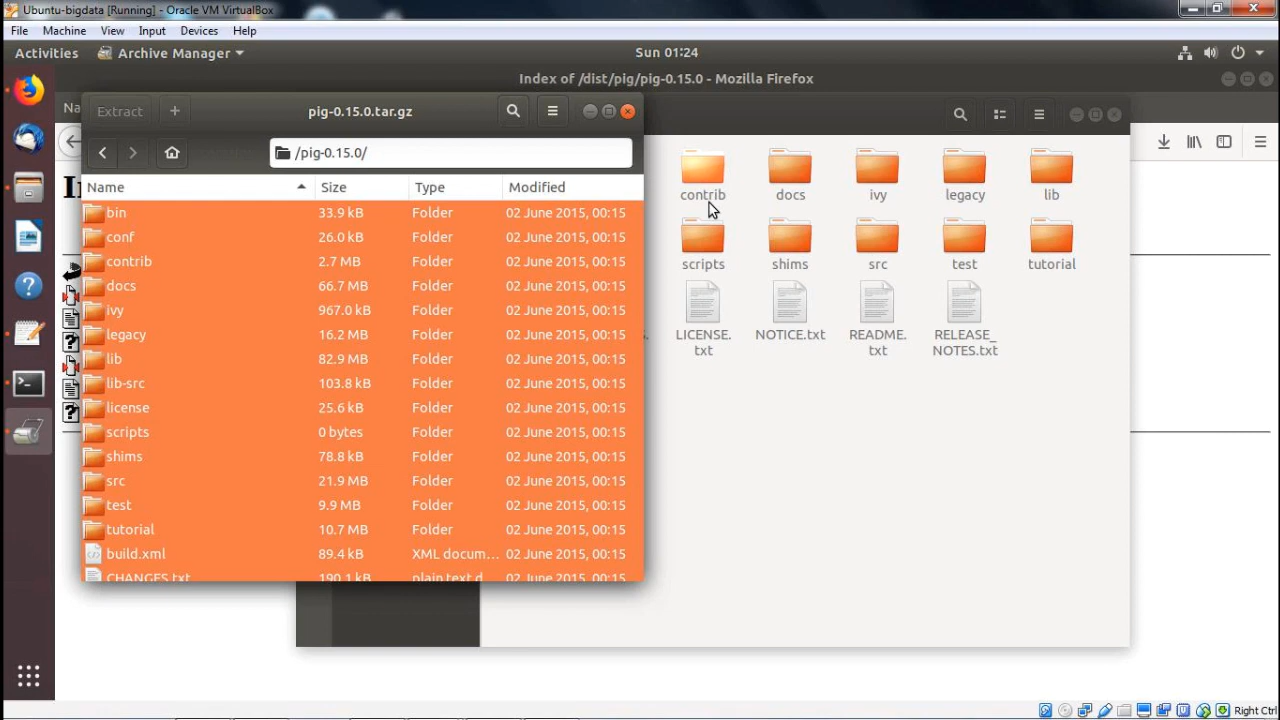 Ubuntu-bigdata [Running] - Oracle VM VirtualBox
File Machine View Input Devices Help
Activities Archive Manager Sun 01:24
Index of /dist/pig/pig-0.15.0 - Mozilla Firefox
Extract + pig-0.15.0.tar.gz
/pig-0.15.0/
Name Size Type Modified
bin 33.9 kB Folder 02 June 2015, 00:15
conf 26.0 kB Folder 02 June 2015, 00:15
contrib 2.7 MB Folder 02 June 2015, 00:15
docs 66.7 MB Folder 02 June 2015, 00:15
ivy 967.0 kB Folder 02 June 2015, 00:15
legacy 16.2 MB Folder 02 June 2015, 00:15
lib 82.9 MB Folder 02 June 2015, 00:15
lib-src 103.8 kB Folder 02 June 2015, 00:15
license 25.6 kB Folder 02 June 2015, 00:15
scripts 0 bytes Folder 02 June 2015, 00:15
shims 78.8 kB Folder 02 June 2015, 00:15
src 21.9 MB Folder 02 June 2015, 00:15
test 9.9 MB Folder 02 June 2015, 00:15
tutorial 10.7 MB Folder 02 June 2015, 00:15
build.xml 89.4 kB XML docum... 02 June 2015, 00:15
CHANGES.txt 190.1 kB plain text d 02 June 2015, 00:15
contrib docs ivy legacy lib
scripts shims src test tutorial
LICENSE. NOTICE.txt README. RELEASE_
txt txt NOTES.txt
Right Ctrl